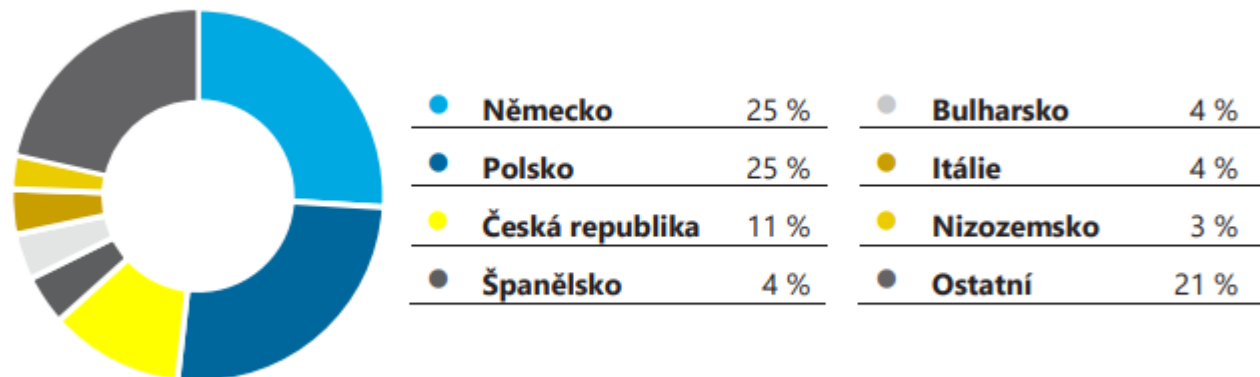 Německo 25 %
Polsko 25 %
Česká republika 11 %
Španělsko 4 %
Bulharsko 4 %
Itálie 4 %
Nizozemsko 3 %
Ostatní 21 %